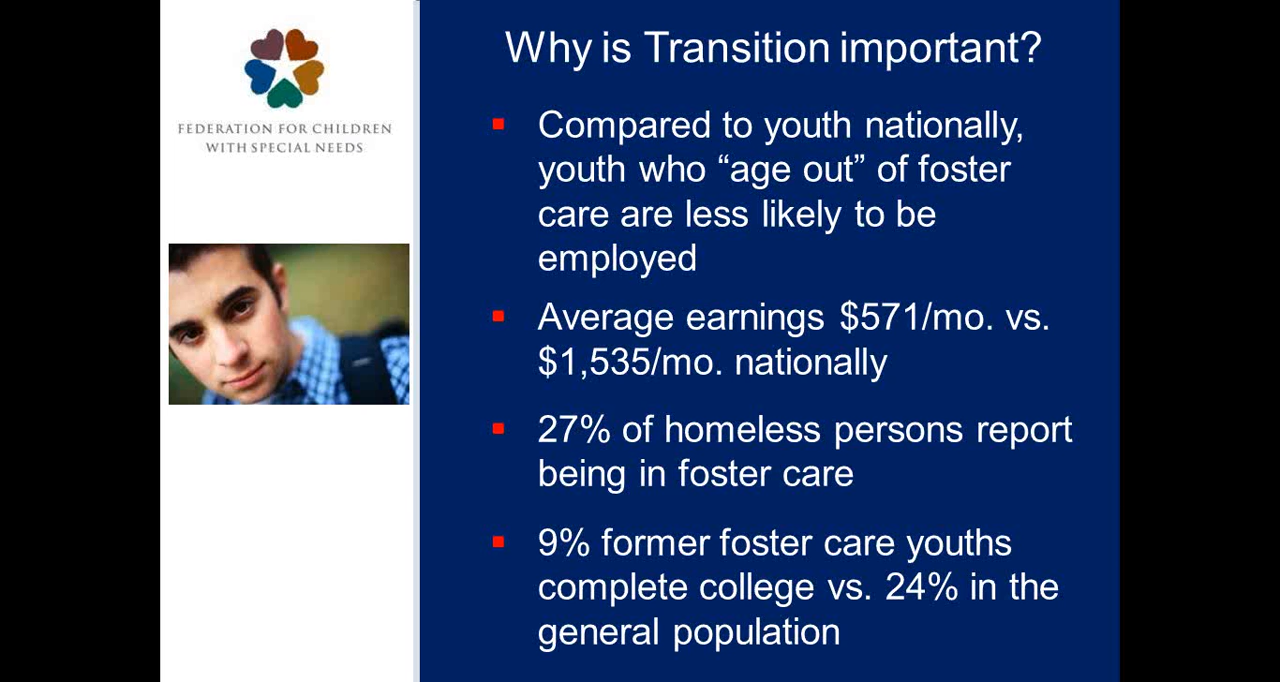 FEDERATION FOR CHILDREN
WITH SPECIAL NEEDS
Why is Transition important?
Compared to youth nationally,
youth who “age out” of foster
care are less likely to be
employed
Average earnings $571/mo. vs.
$1,535/mo. nationally
27% of homeless persons report
being in foster care
9% former foster care youths
complete college vs. 24% in the
general population